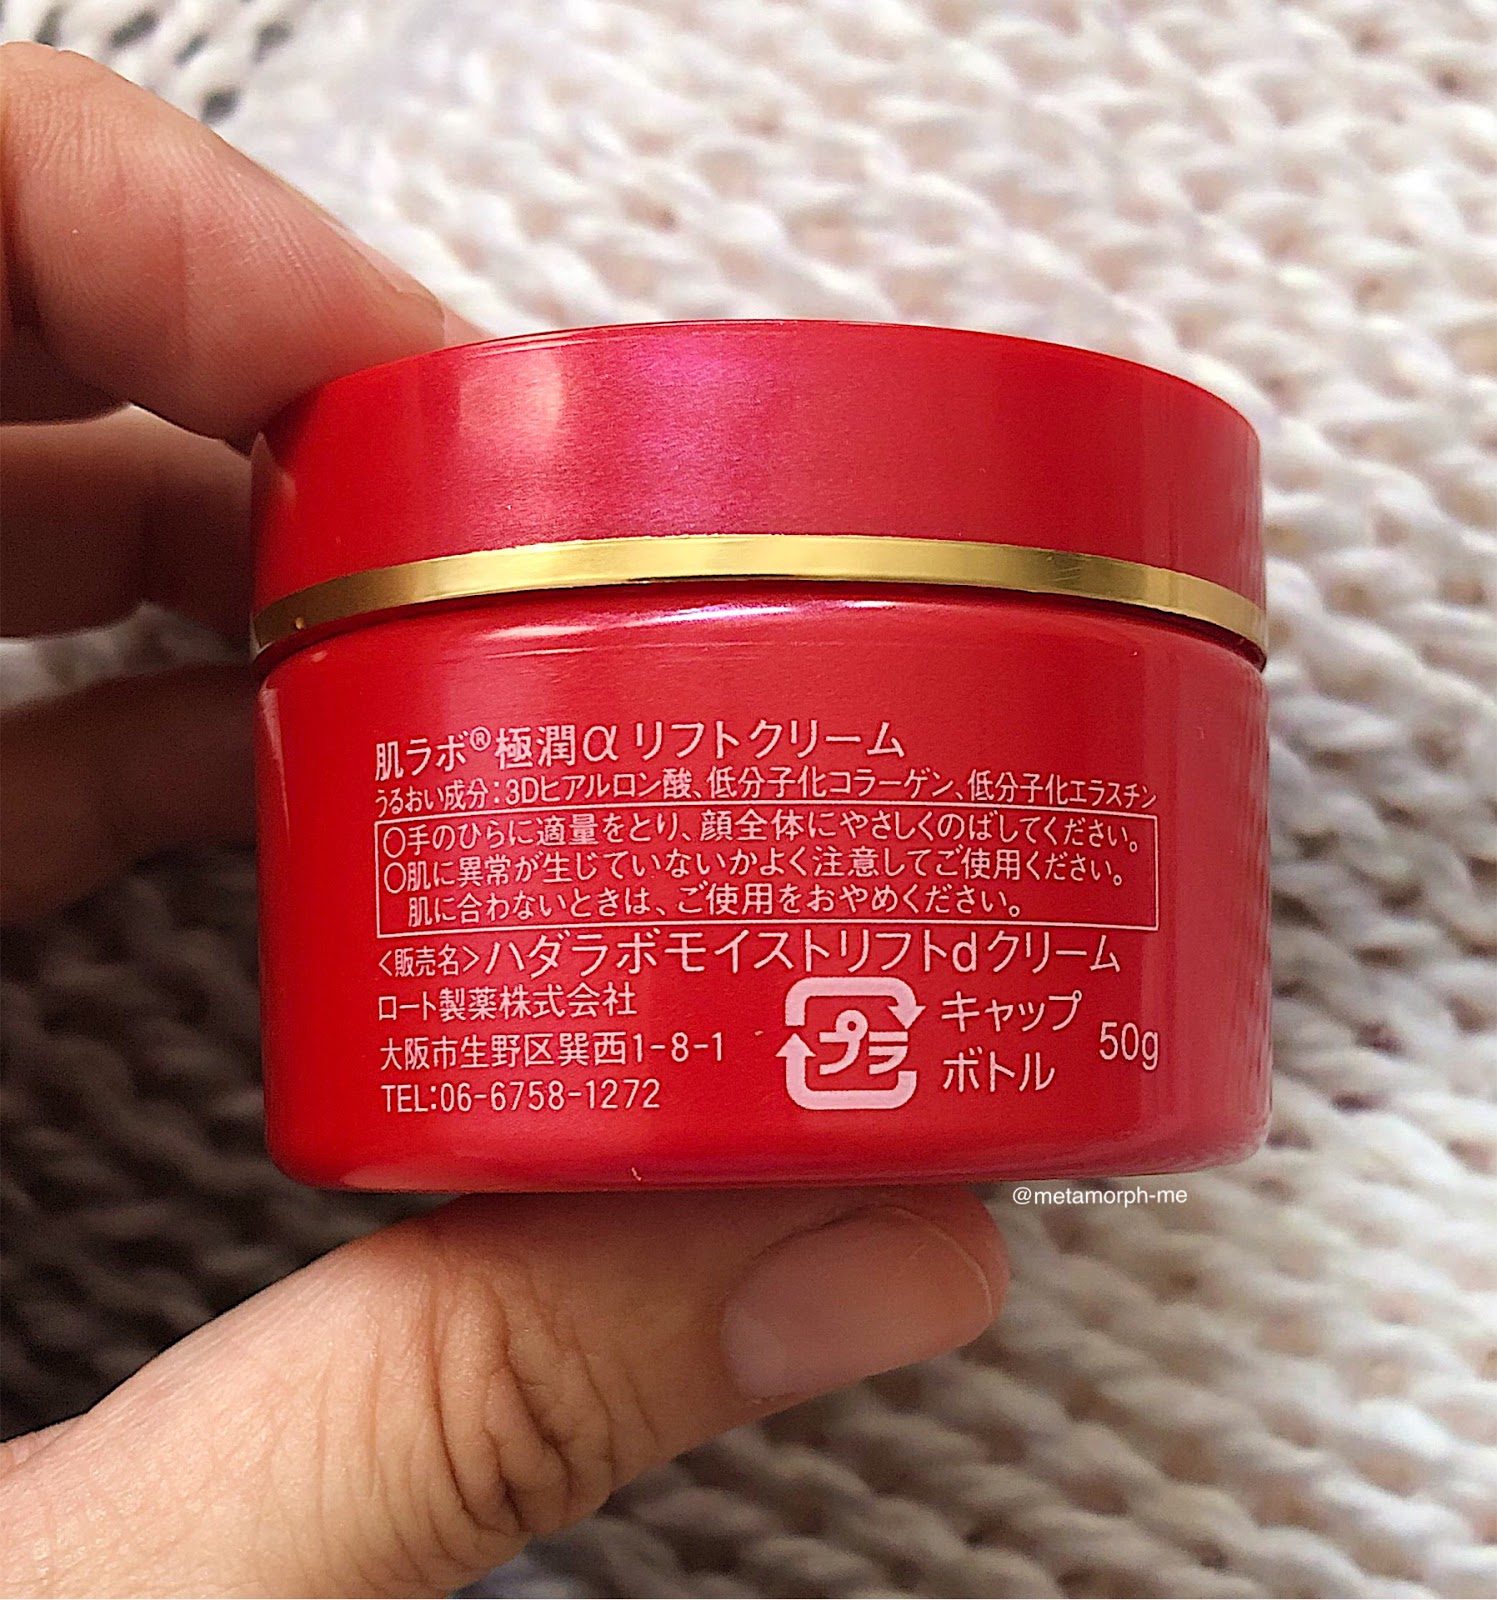 肌ラボ®極潤αリフトクリーム
うるおい成分：3Dヒアルロン酸、低分子化コラーゲン、低分子化エラスチン
○手のひらに適量をとり、顔全体にやさしくのばしてください。
○肌に異常が生じていないかよく注意してご使用ください。
肌に合わないときは、ご使用をおやめください。
<販売名>ハダラボモイストリフトdクリーム
ロート製薬株式会社
大阪市生野区巽西1-8-1
TEL:06-6758-1272
プラ
キャップ
ボトル
50g
@metamorph-me